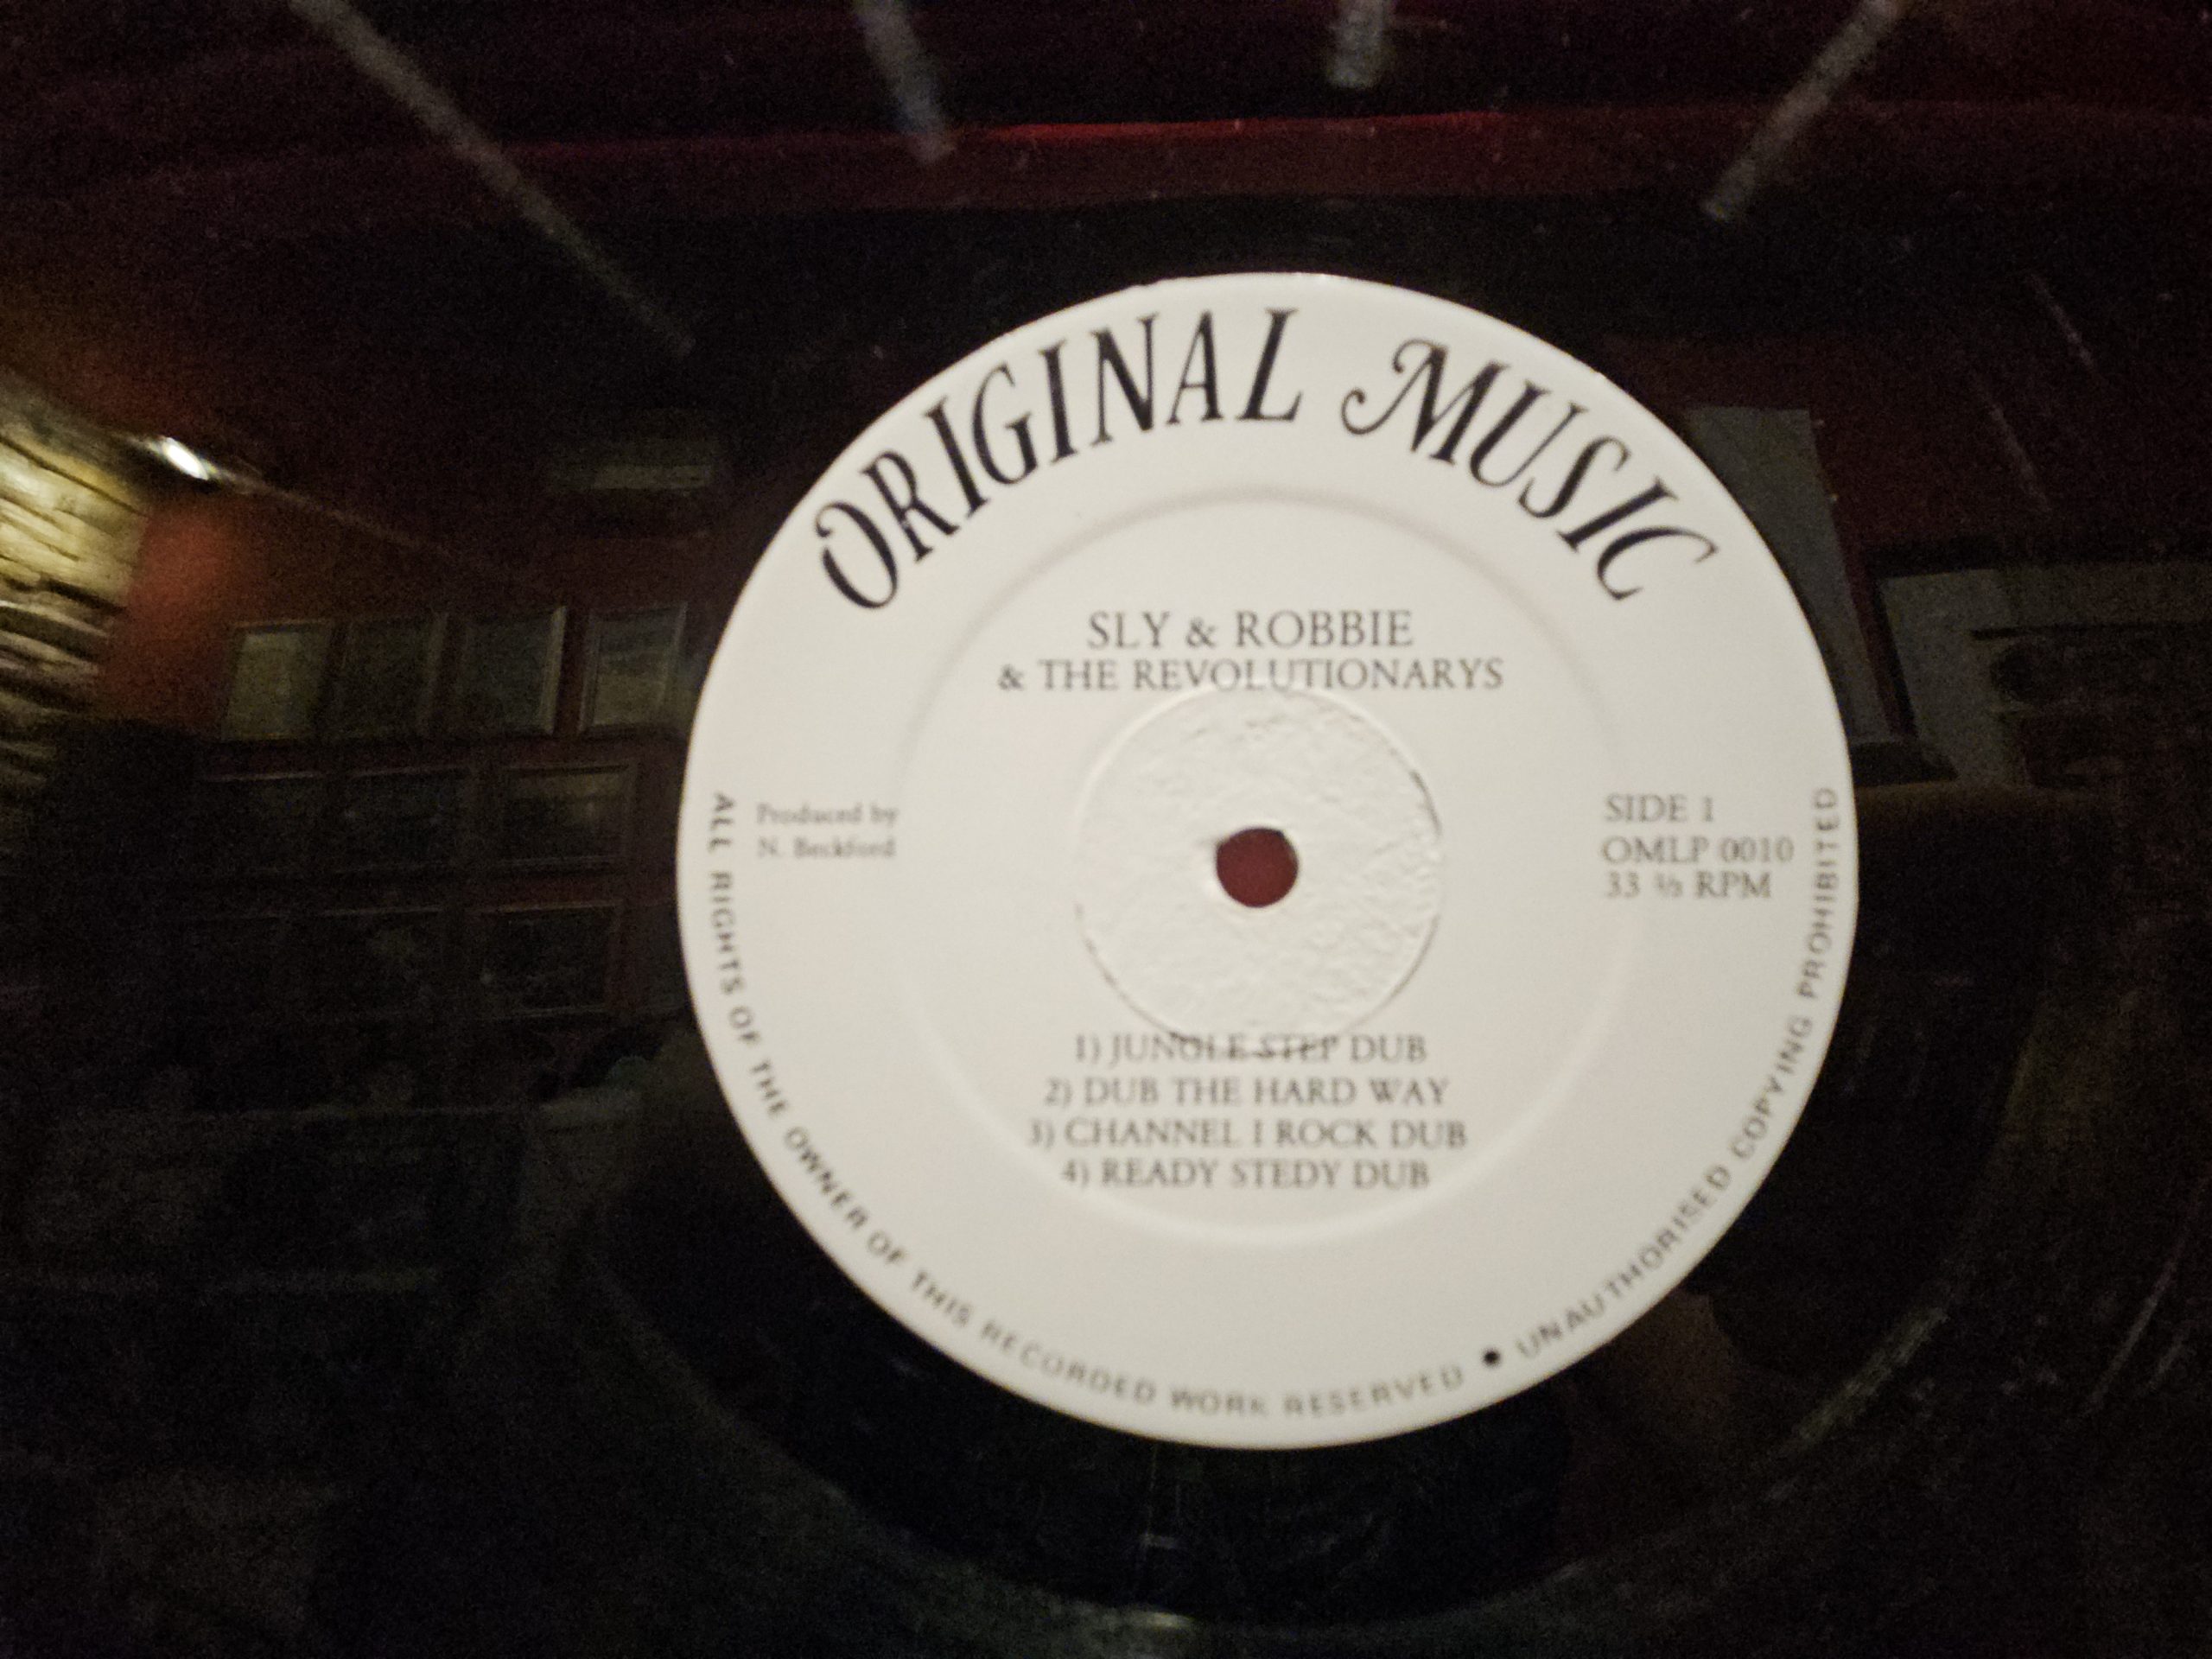 ORIGINAL MUSIC
SLY & ROBBIE
& THE REVOLUTIONARYS
Produced by
N. Beckford
SIDE 1
OMLP 0010
33 ⅓ RPM
1) JUNGLE STEP DUB
2) DUB THE HARD WAY
3) CHANNEL I ROCK DUB
4) READY STEDY DUB
ALL RIGHTS OF THE OWNER OF THIS RECORDED WORK RESERVED • UNAUTHORISED COPYING PROHIBITED